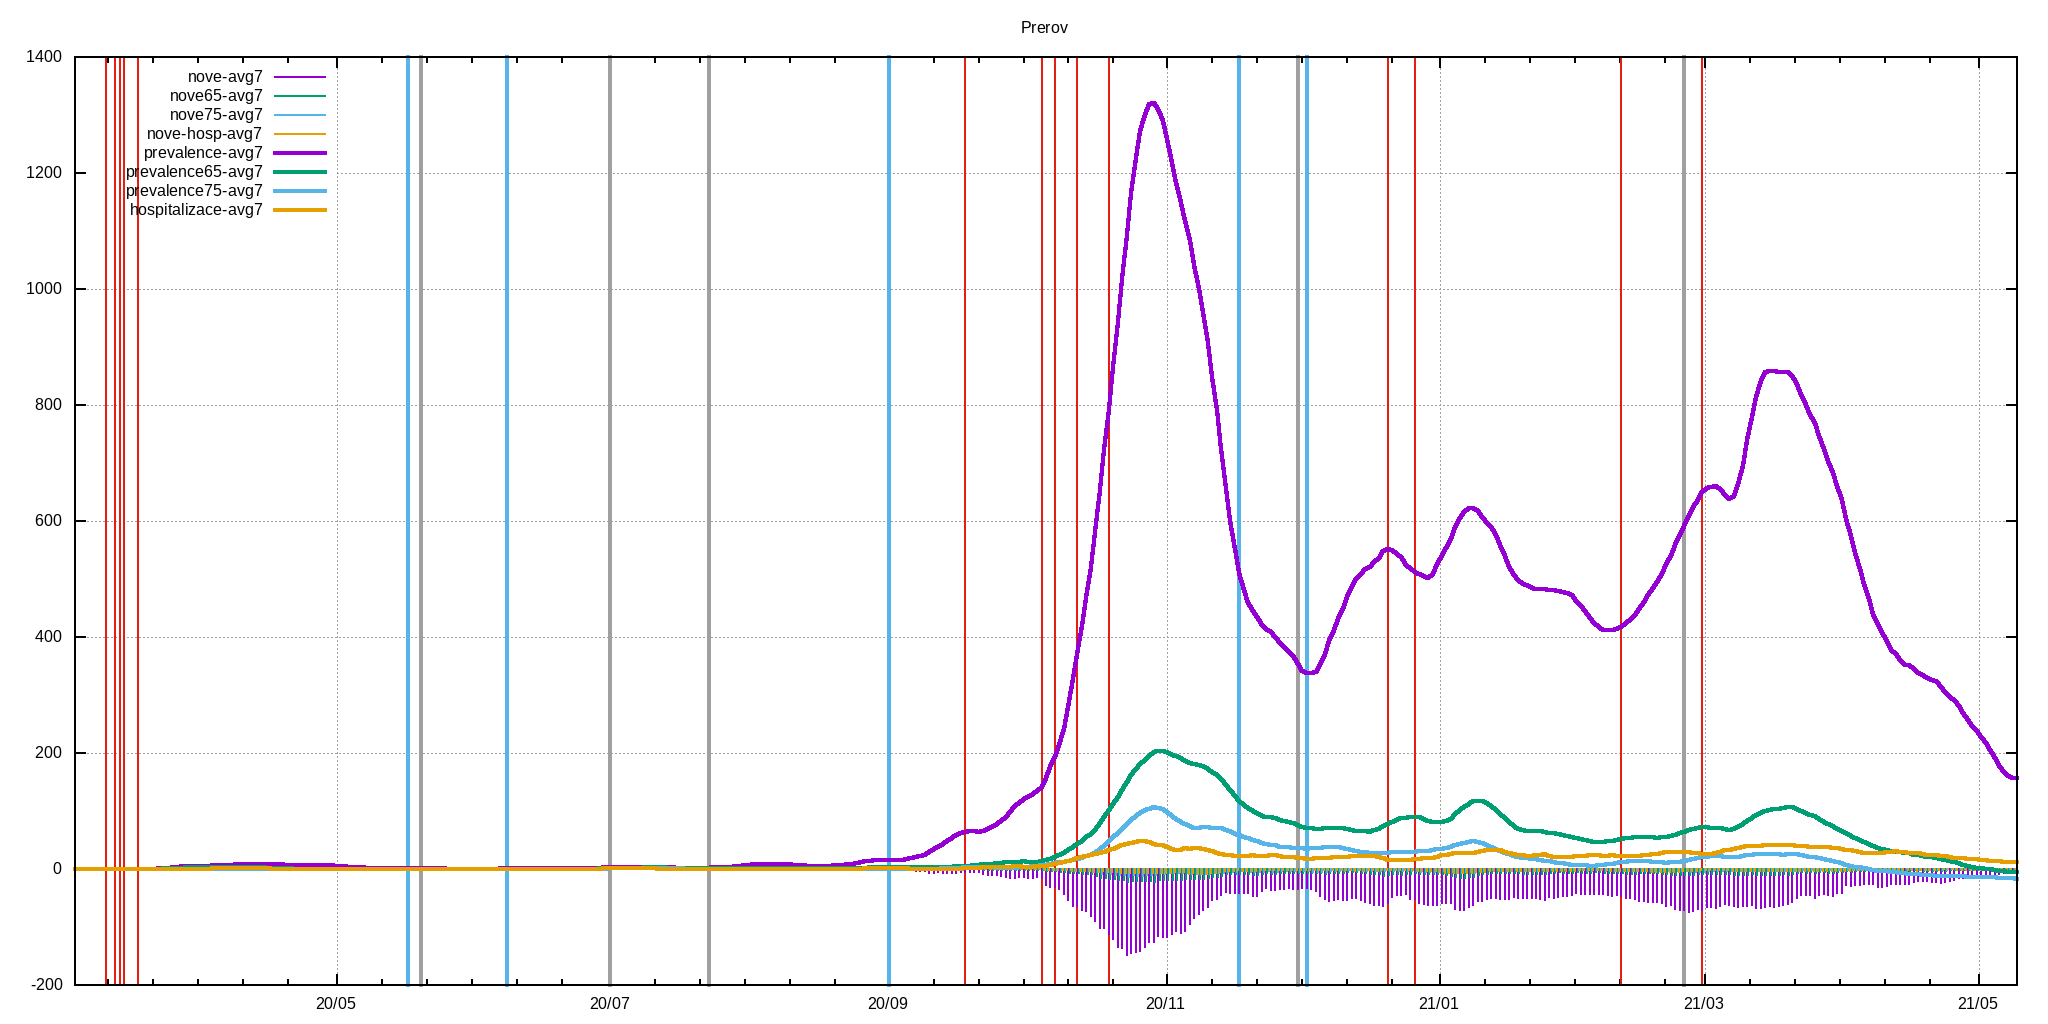 Prerov
1400
1200
1000
800
600
400
200
0
-200
nove-avg7
nove65-avg7
nove75-avg7
nove-hosp-avg7
prevalence-avg7
prevalence65-avg7
prevalence75-avg7
hospitalizace-avg7
20/05
20/07
20/09
20/11
21/01
21/03
21/05